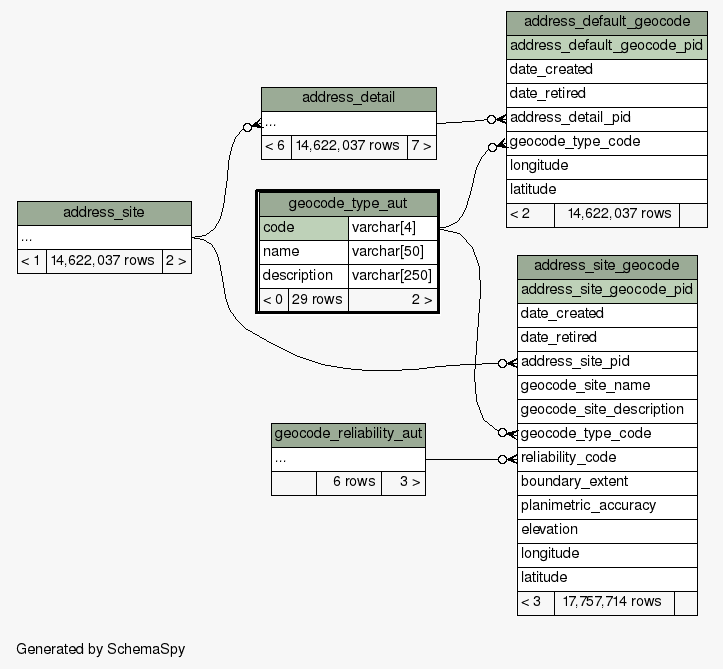 address_default_geocode
address_default_geocode_pid
date_created
date_retired
address_detail_pid
geocode_type_code
longitude
latitude
< 2 14,622,037 rows
address_detail
...
< 6 14,622,037 rows 7 >
geocode_type_aut
code varchar[4]
name varchar[50]
description varchar[250]
< 0 29 rows 2 >
address_site
...
< 1 14,622,037 rows 2 >
address_site_geocode
address_site_geocode_pid
date_created
date_retired
address_site_pid
geocode_site_name
geocode_site_description
geocode_type_code
reliability_code
boundary_extent
planimetric_accuracy
elevation
longitude
latitude
< 3 17,757,714 rows
geocode_reliability_aut
...
6 rows 3 >
Generated by SchemaSpy